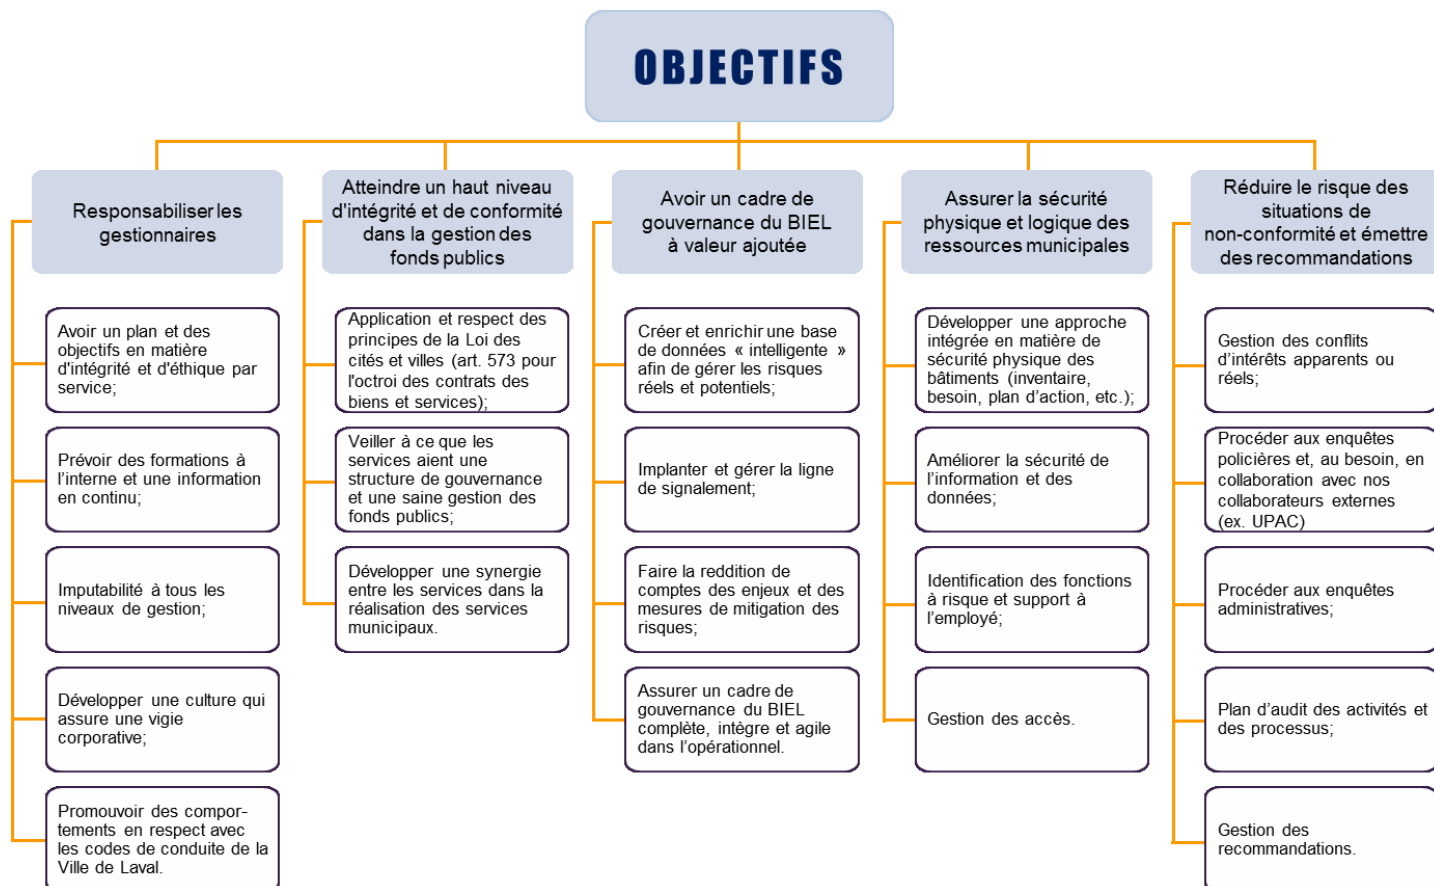 OBJECTIFS
Responsabiliser les
gestionnaires
Avoir un plan et des
objectifs en matière
d'intégrité et d'éthique par
service;
Prévoir des formations à
l'interne et une information
en continu;
Imputabilité à tous les
niveaux de gestion;
Développer une culture qui
assure une vigie
corporative;
Promouvoir des compor-
tements en respect avec
les codes de conduite de la
Ville de Laval.
Atteindre un haut niveau
d'intégrité et de conformité
dans la gestion des
fonds publics
Application et respect des
principes de la Loi des
cités et villes (art. 573 pour
l'octroi des contrats des
biens et services);
Veiller à ce que les
services aient une
structure de gouvernance
et une saine gestion des
fonds publics;
Développer une synergie
entre les services dans la
réalisation des services
municipaux.
Avoir un cadre de
gouvernance du BIEL
à valeur ajoutée
Créer et enrichir une base
de données « intelligente »
afin de gérer les risques
réels et potentiels;
Implanter et gérer la ligne
de signalement;
Faire la reddition de
comptes des enjeux et des
mesures de mitigation des
risques;
Assurer un cadre de
gouvernance du BIEL
complète, intègre et agile
dans l'opérationnel.
Assurer la sécurité
physique et logique des
ressources municipales
Développer une approche
intégrée en matière de
sécurité physique des
bâtiments (inventaire,
besoin, plan d'action, etc.);
Améliorer la sécurité de
l'information et des
données;
Identification des fonctions
à risque et support à
l'employé;
Gestion des accès.
Réduire le risque des
situations de
non-conformité et émettre
des recommandations
Gestion des conflits
d'intérêts apparents ou
réels;
Procéder aux enquêtes
policières et, au besoin, en
collaboration avec nos
collaborateurs externes
(ex. UPAC)
Procéder aux enquêtes
administratives;
Plan d'audit des activités et
des processus;
Gestion des
recommandations.